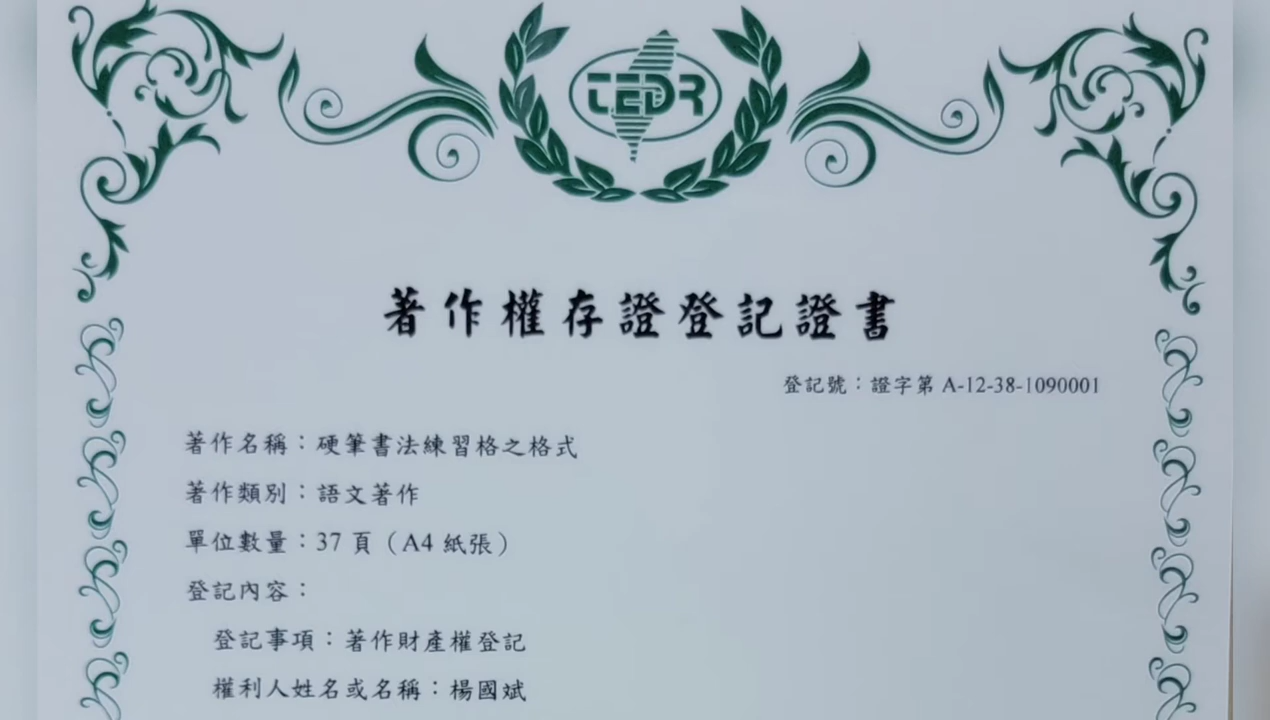 TEDR
著作權存證登記證書
登記號：證字第 A-12-38-1090001
著作名稱：硬筆書法練習格之格式
著作類別：語文著作
單位數量：37 頁（A4 紙張）
登記內容：
登記事項：著作財產權登記
權利人姓名或名稱：楊國斌